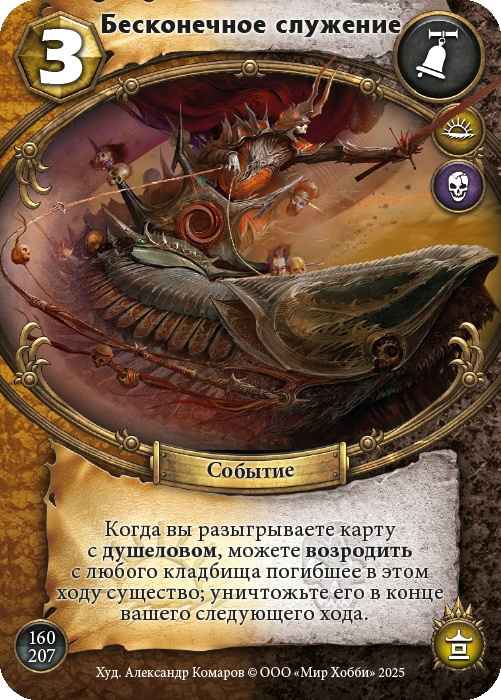 Бесконечное служение
3
Событие
Когда вы разыгрываете карту
с душеловом, можете возродить
с любого кладбища погибшее в этом
ходу существо; уничтожьте его в конце
вашего следующего хода.
160
207
Худ. Александр Комаров © ООО «Мир Хобби» 2025